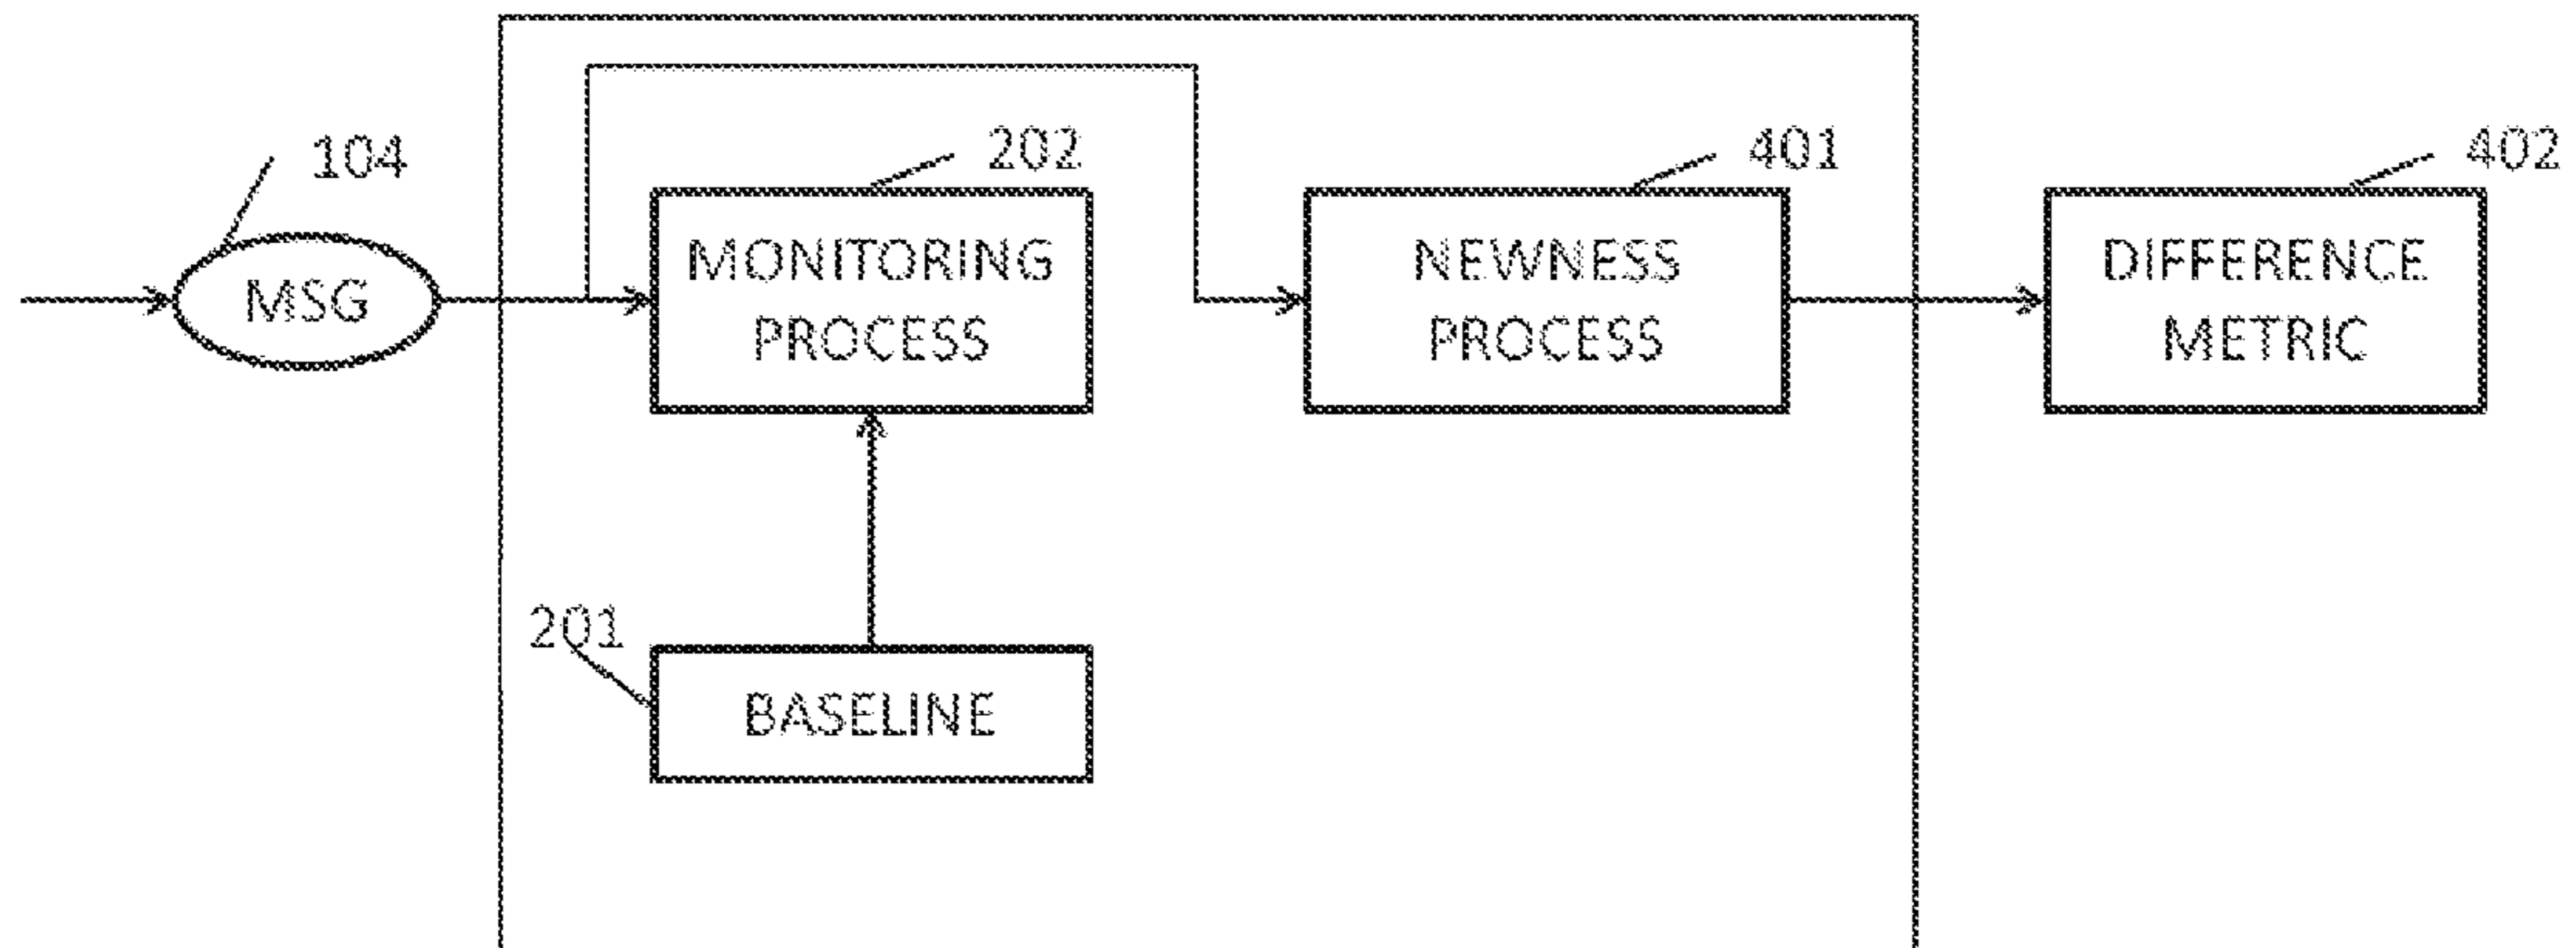 104
202
401
402
MSG
MONITORING
PROCESS
NEWNESS
PROCESS
DIFFERENCE
METRIC
201
BASELINE